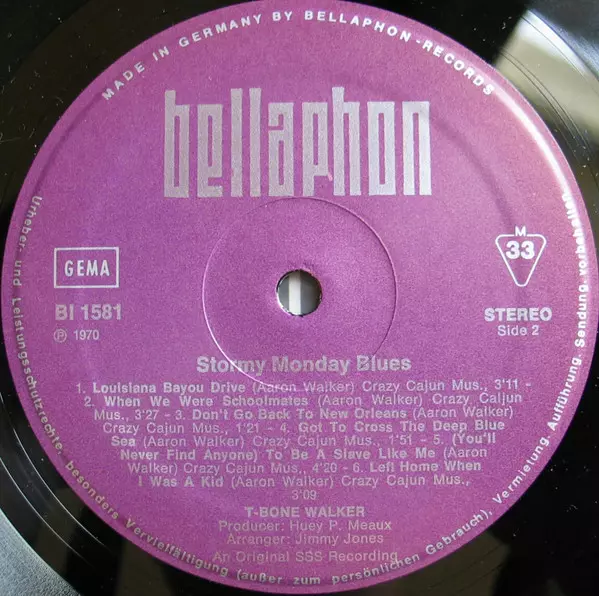 MADE IN GERMANY BY BELLAPHON-RECORDS
bellaphon
GEMA
BI 1581
℗ 1970
M
33
STEREO
Side 2
Stormy Monday Blues
1. Louisiana Bayou Drive (Aaron Walker) Crazy Cajun Mus., 3'11 -
2. When We Were Schoolmates (Aaron Walker) Crazy Caljun
Mus., 3'27 - 3. Don't Go Back To New Orleans (Aaron Walker)
Crazy Cajun Mus., 1'21 - 4. Got To Cross The Deep Blue
Sea (Aaron Walker) Crazy Cajun Mus., 1'51 - 5. (You'll
Never Find Anyone) To Be A Slave Like Me (Aaron
Walker) Crazy Cajun Mus., 4'20 - 6. Left Home When
I Was A Kid (Aaron Walker) Crazy Cajun Mus.,
3'09
T-BONE WALKER
Producer: Huey P. Meaux
Arranger: Jimmy Jones
An Original SSS Recording
Urheber- und Leistungsschutzrechte, besonders Vervielfältigung (außer zum persönlichen Gebrauch), Vermietung, Aufführung, Sendung, vorbehalten